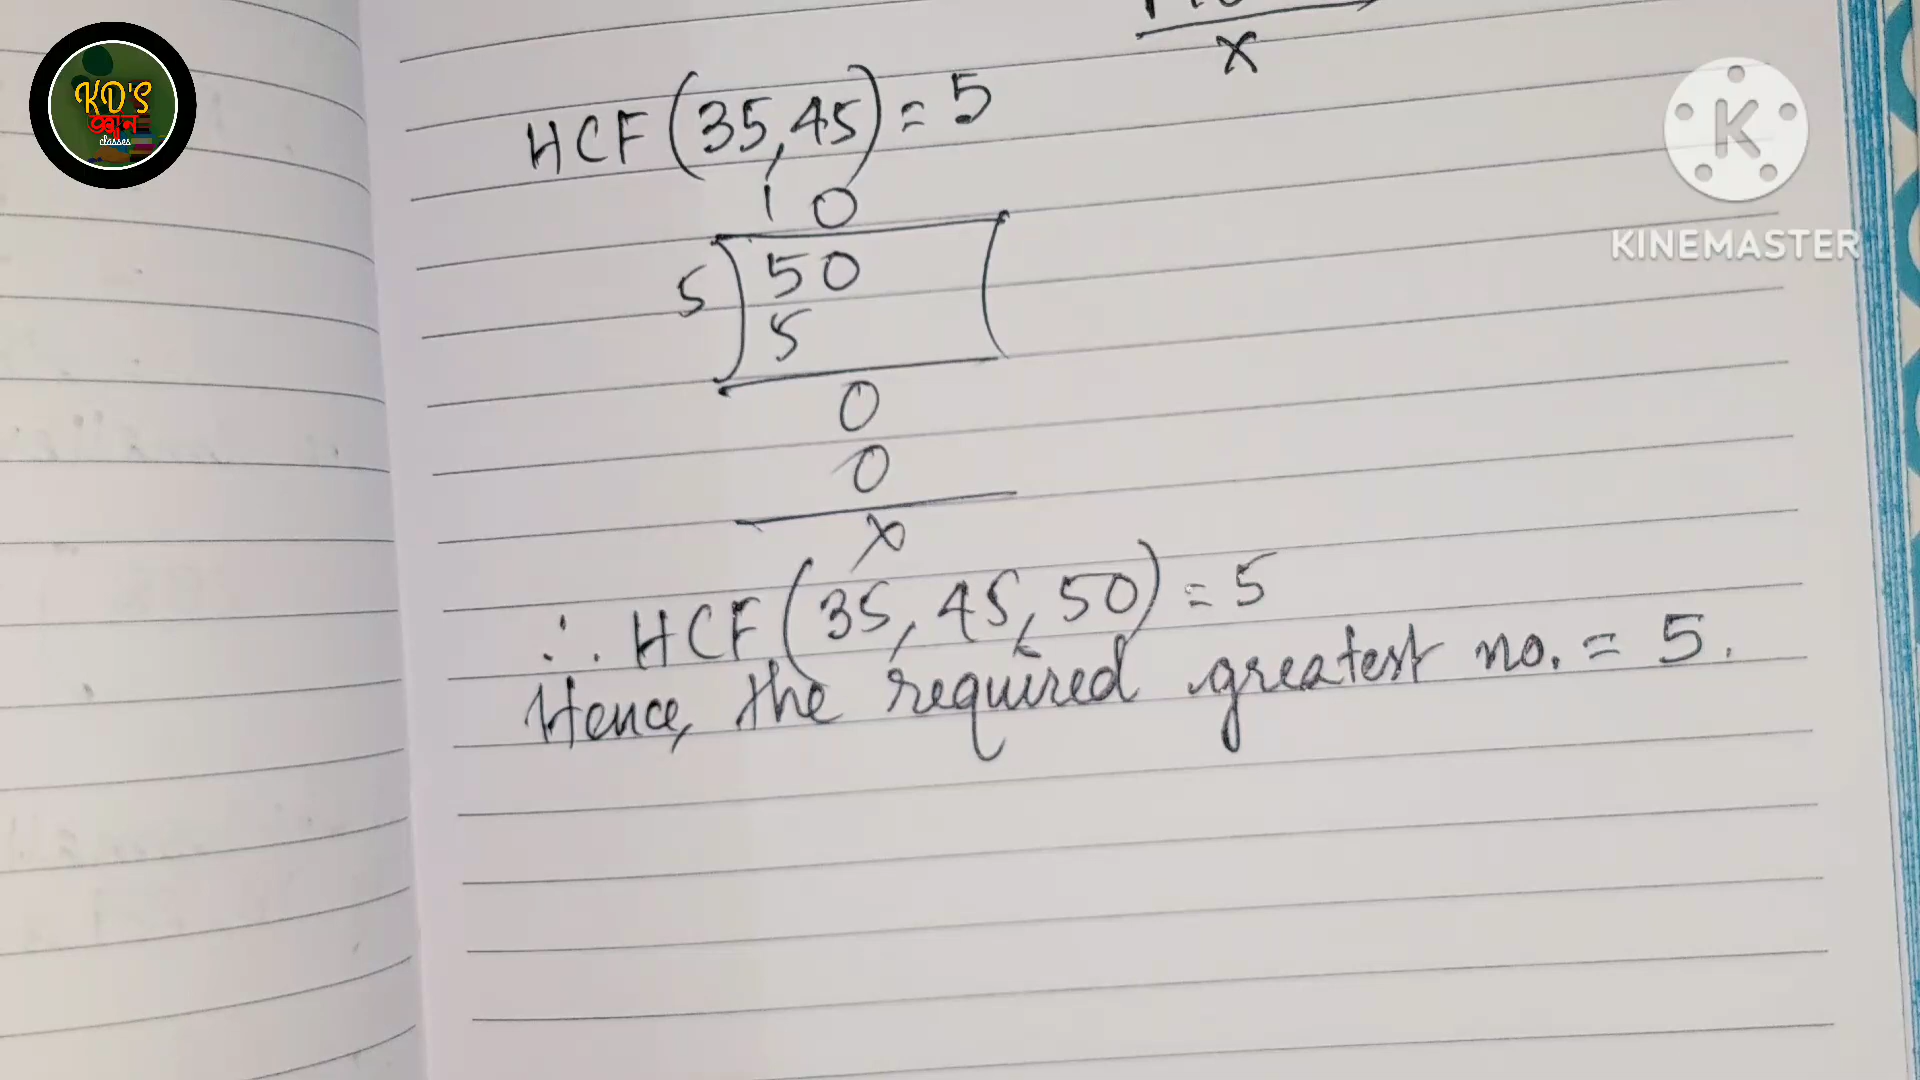 KD'S
জ্ঞান
classes
K
KINEMASTER
x
HCF (35, 45) = 5
10
5) 50 (
5
0
0
x
∴ HCF (35, 45, 50) = 5
Hence, the required greatest no. = 5.